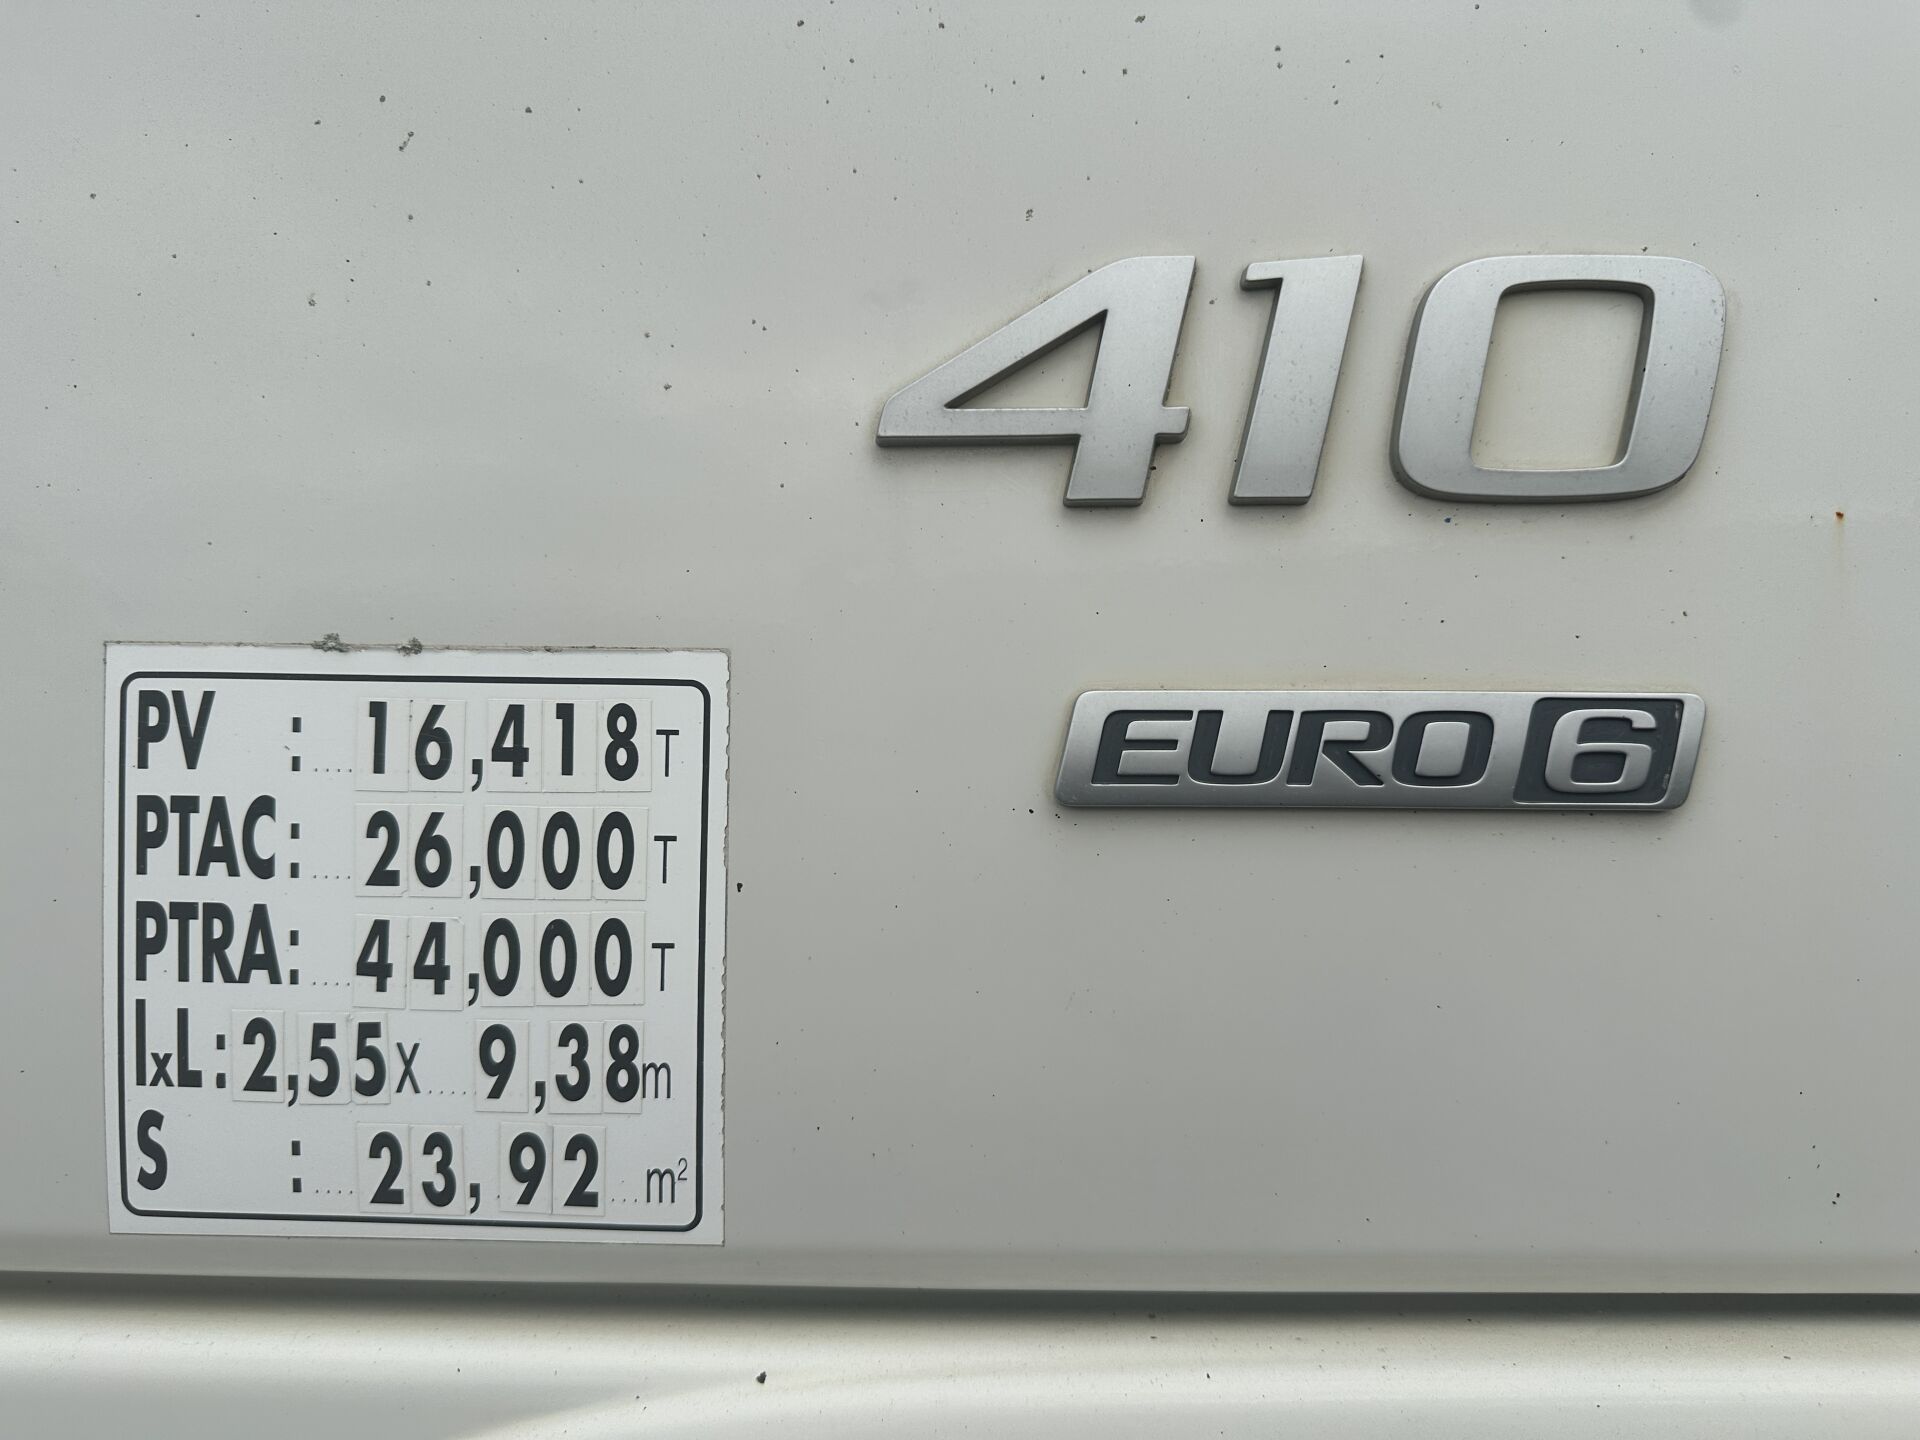 410
EURO 6
PV : .... 16,418 T
PTAC : .... 26,000 T
PTRA : .... 44,000 T
lxL : 2,55 x ..... 9,38 m
S : .... 23,92 ... m²